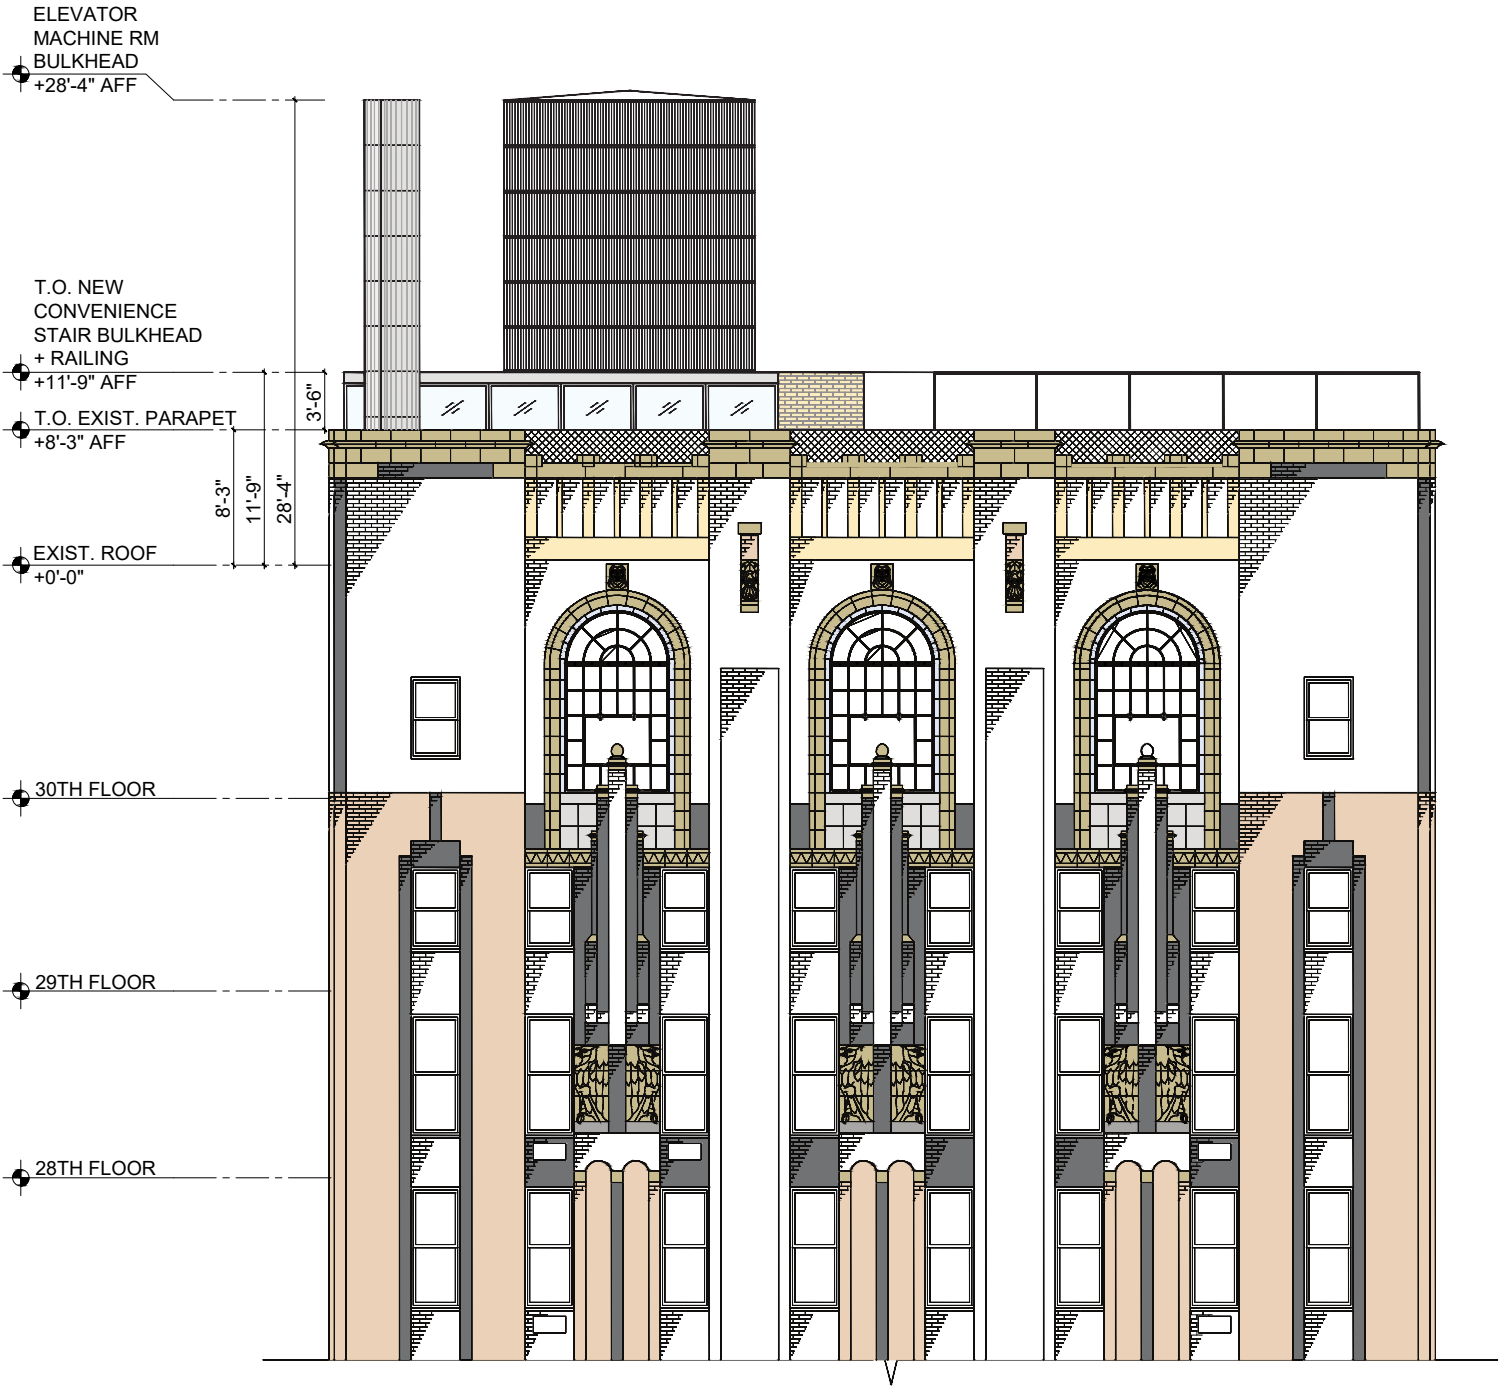 ELEVATOR
MACHINE RM
BULKHEAD
+28'-4" AFF
T.O. NEW
CONVENIENCE
STAIR BULKHEAD
+ RAILING
+11'-9" AFF
3'-6"
T.O. EXIST. PARAPET
+8'-3" AFF
8'-3"
11'-9"
28'-4"
EXIST. ROOF
+0'-0"
30TH FLOOR
29TH FLOOR
28TH FLOOR